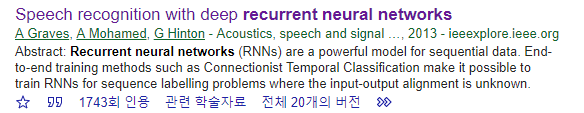 Speech recognition with deep recurrent neural networks
A Graves, A Mohamed, G Hinton - Acoustics, speech and signal …, 2013 - ieeexplore.ieee.org
Abstract: Recurrent neural networks (RNNs) are a powerful model for sequential data. End-
to-end training methods such as Connectionist Temporal Classification make it possible to
train RNNs for sequence labelling problems where the input-output alignment is unknown.
1743회 인용 관련 학술자료 전체 20개의 버전